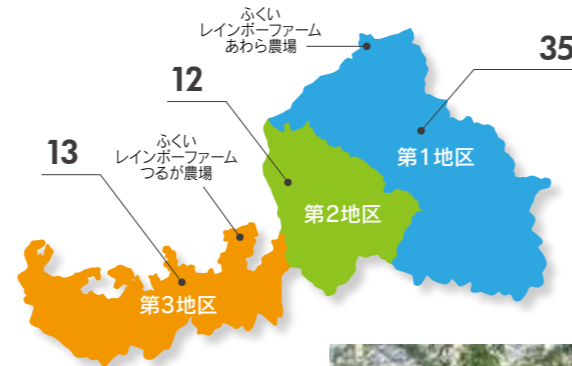 ふくい
レインボーファーム
あわら農場
35
12
第1地区
ふくい
レインボーファーム
つるが農場
13
第2地区
第3地区